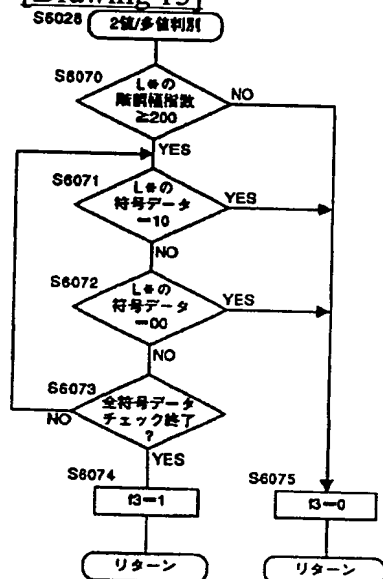 [Drawing 15]
S6028
2値/多値判別
S6070
L*の
階調幅指数
≥200
NO
YES
S6071
L*の
符号データ
=10
YES
NO
S6072
L*の
符号データ
=00
YES
NO
S6073
全符号データ
チェック終了
?
NO
YES
S6074
f3=1
S6075
f3=0
リターン
リターン